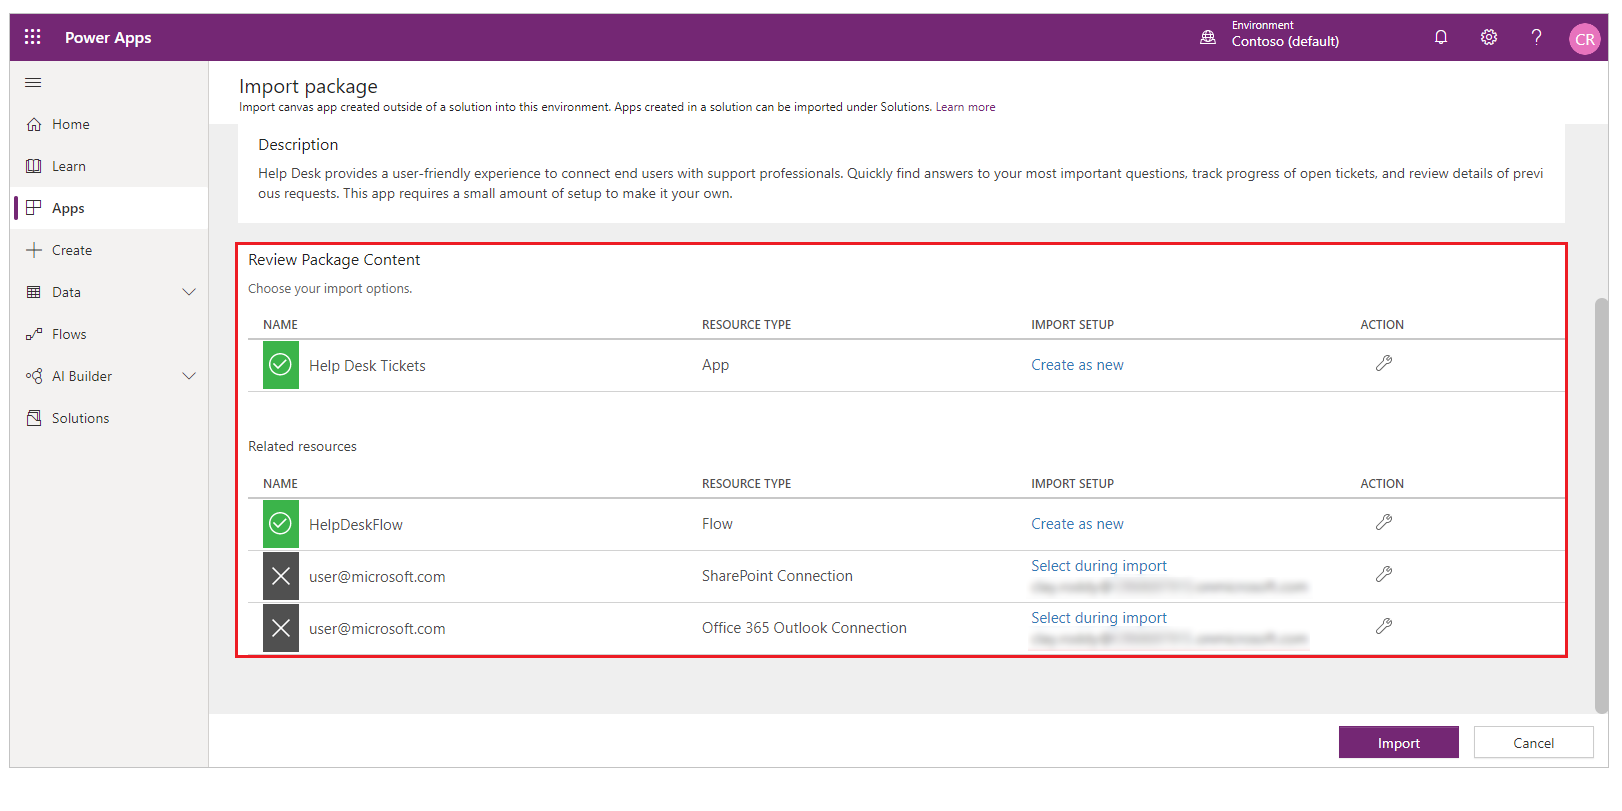 Power Apps
Environment
Contoso (default)
?
CR
Home
Learn
Apps
Create
Data
Flows
AI Builder
Solutions
Import package
Import canvas app created outside of a solution into this environment. Apps created in a solution can be imported under Solutions. Learn more
Description
Help Desk provides a user-friendly experience to connect end users with support professionals. Quickly find answers to your most important questions, track progress of open tickets, and review details of previ
ous requests. This app requires a small amount of setup to make it your own.
Review Package Content
Choose your import options.
NAME RESOURCE TYPE IMPORT SETUP ACTION
Help Desk Tickets App Create as new
Related resources
NAME RESOURCE TYPE IMPORT SETUP ACTION
HelpDeskFlow Flow Create as new
user@microsoft.com SharePoint Connection Select during import
user@microsoft.com Office 365 Outlook Connection Select during import
Import Cancel